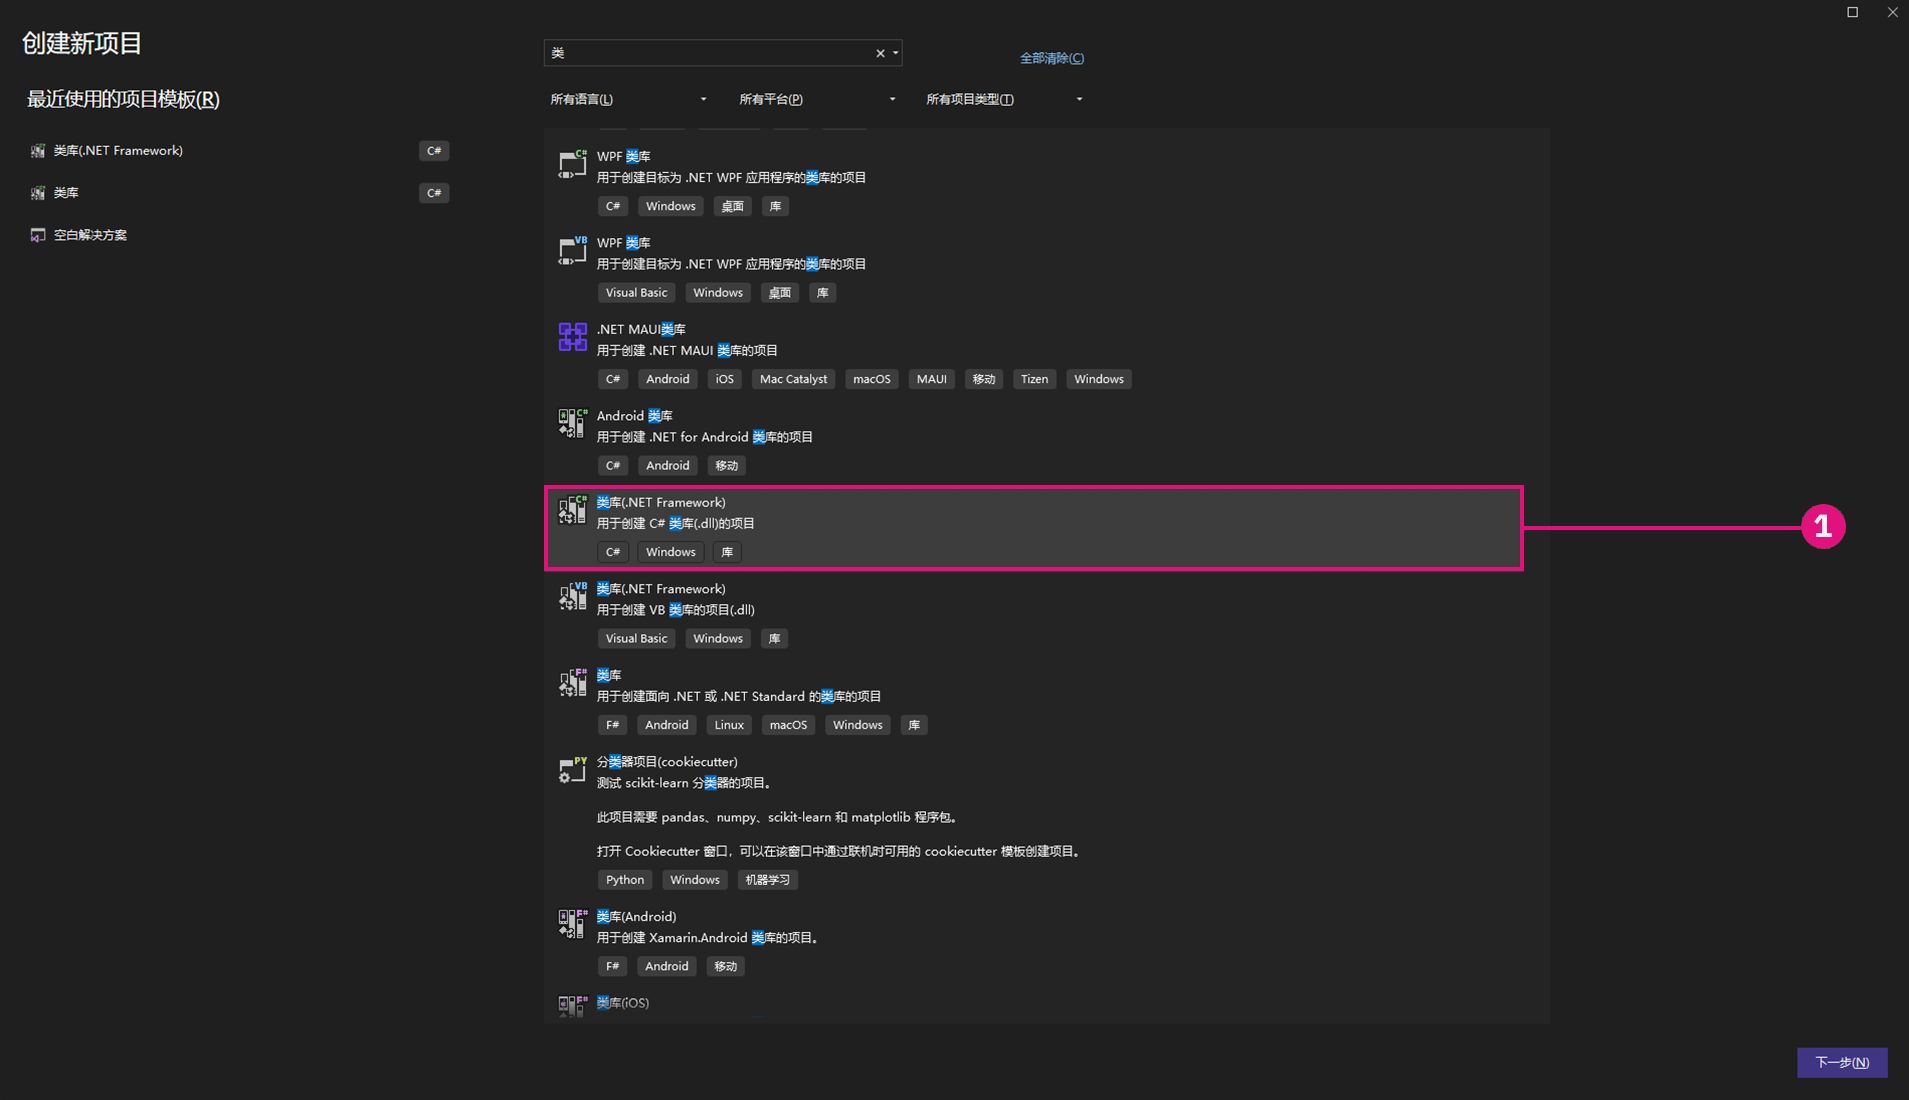 创建新项目
最近使用的项目模板(R)
类库(.NET Framework)
C#
类库
C#
空白解决方案
类
全部清除(C)
所有语言(L)
所有平台(P)
所有项目类型(T)
C#
WPF 类库
用于创建目标为 .NET WPF 应用程序的类库的项目
C# Windows 桌面 库
VB
WPF 类库
用于创建目标为 .NET WPF 应用程序的类库的项目
Visual Basic Windows 桌面 库
.NET MAUI类库
用于创建 .NET MAUI 类库的项目
C# Android iOS Mac Catalyst macOS MAUI 移动 Tizen Windows
C#
Android 类库
用于创建 .NET for Android 类库的项目
C# Android 移动
C#
类库(.NET Framework)
用于创建 C# 类库(.dll)的项目
C# Windows 库
1
VB
类库(.NET Framework)
用于创建 VB 类库的项目(.dll)
Visual Basic Windows 库
F#
类库
用于创建面向 .NET 或 .NET Standard 的类库的项目
F# Android Linux macOS Windows 库
PY
分类器项目(cookiecutter)
测试 scikit-learn 分类器的项目。
此项目需要 pandas、numpy、scikit-learn 和 matplotlib 程序包。
打开 Cookiecutter 窗口，可以在该窗口中通过联机时可用的 cookiecutter 模板创建项目。
Python Windows 机器学习
F#
类库(Android)
用于创建 Xamarin.Android 类库的项目。
F# Android 移动
F#
类库(iOS)
下一步(N)